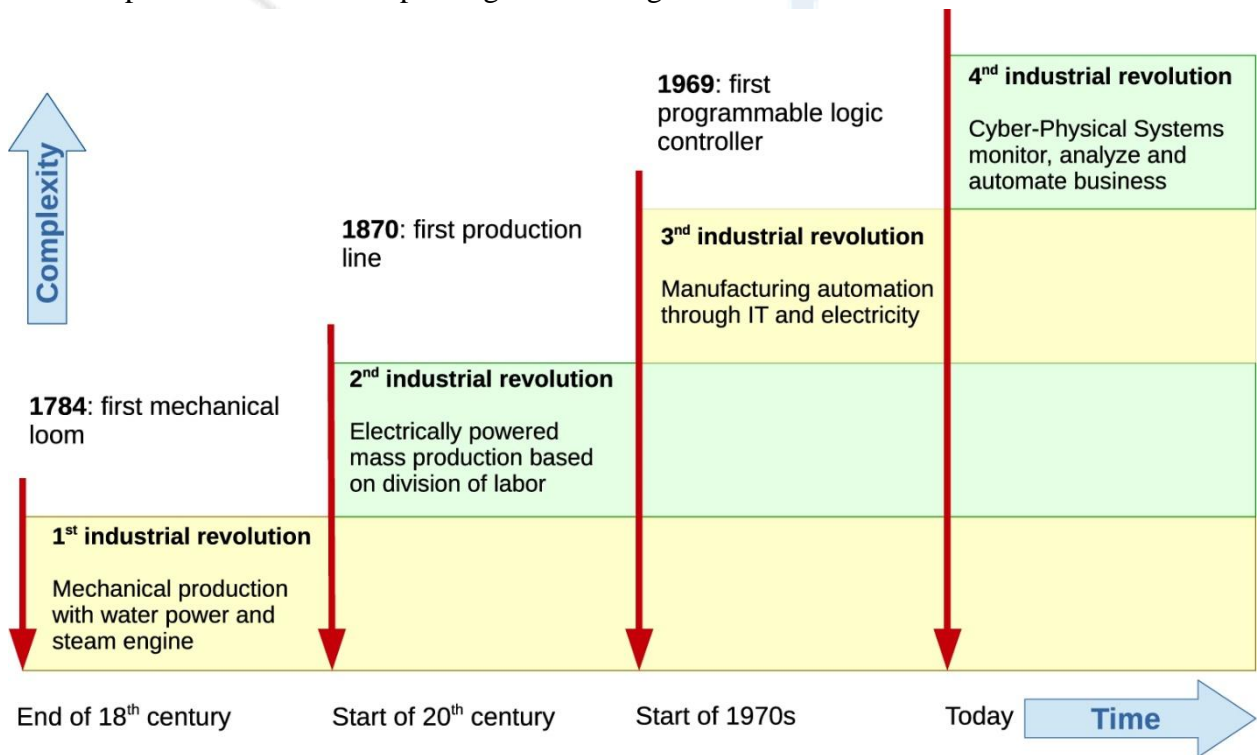 Complexity
1784: first mechanical
loom
1870: first production
line
1969: first
programmable logic
controller
4nd industrial revolution
Cyber-Physical Systems
monitor, analyze and
automate business
3nd industrial revolution
Manufacturing automation
through IT and electricity
2nd industrial revolution
Electrically powered
mass production based
on division of labor
1st industrial revolution
Mechanical production
with water power and
steam engine
End of 18th century
Start of 20th century
Start of 1970s
Today
Time